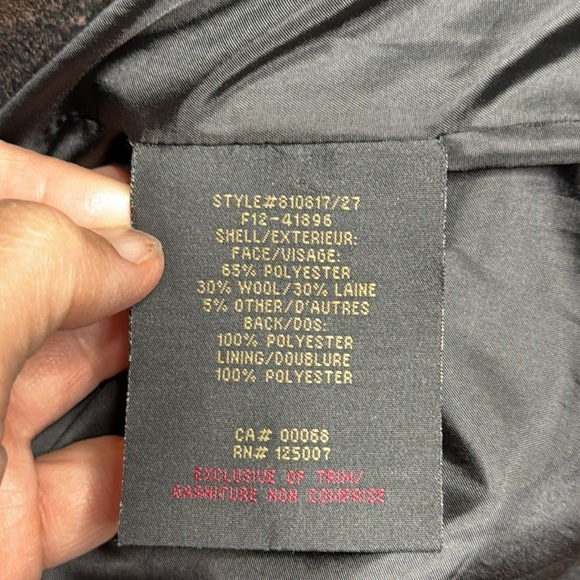 STYLE#810817/27
F12-41896
SHELL/EXTERIEUR:
FACE/VISAGE:
65% POLYESTER
30% WOOL/30% LAINE
5% OTHER/D'AUTRES
BACK/DOS:
100% POLYESTER
LINING/DOUBLURE
100% POLYESTER
CA# 00068
RN# 125007
EXCLUSIVE OF TRIM/
GARNITURE NON COMPRISE